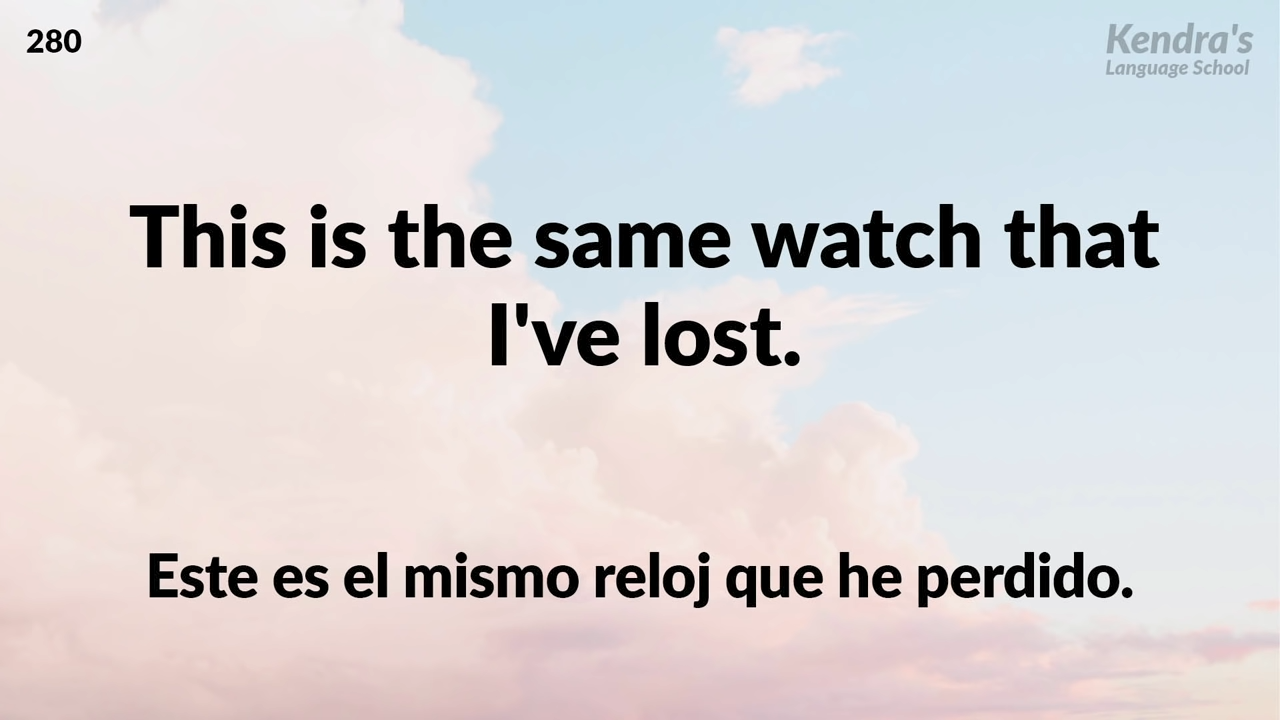 280
Kendra's
Language School
This is the same watch that
I've lost.
Este es el mismo reloj que he perdido.